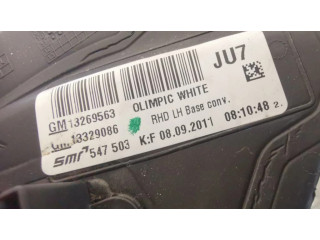 JU7
OLIMPIC WHITE
GM 13269563
RHD LH Base conv.
GM 13329086
K:F 08.09.2011 08:10:48 2.
smr 547 503